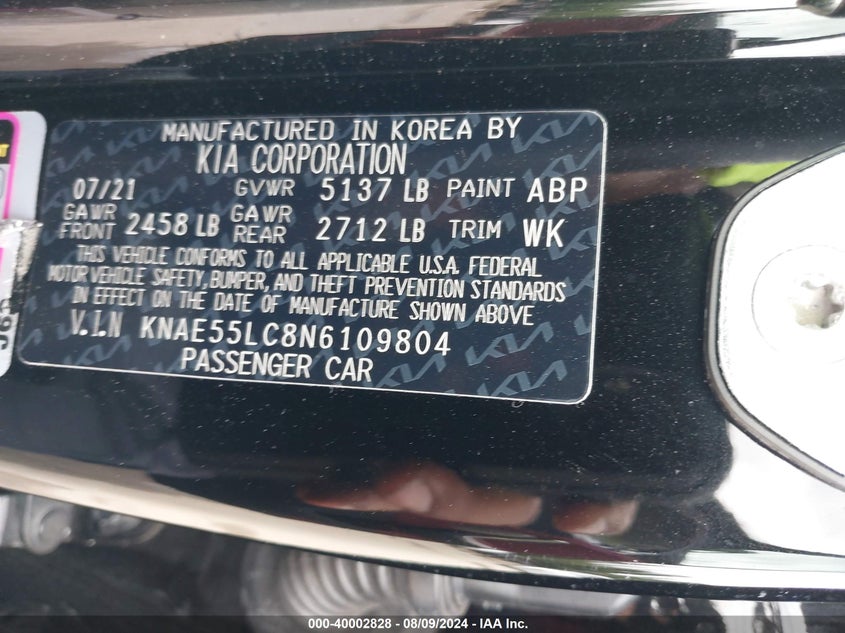 MANUFACTURED IN KOREA BY
KIA CORPORATION
07/21 GVWR 5137 LB PAINT ABP
GAWR FRONT 2458 LB GAWR REAR 2712 LB TRIM WK
THIS VEHICLE CONFORMS TO ALL APPLICABLE U.S.A. FEDERAL
MOTOR VEHICLE SAFETY, BUMPER, AND THEFT PREVENTION STANDARDS
IN EFFECT ON THE DATE OF MANUFACTURE SHOWN ABOVE
V.I.N KNAE55LC8N6109804
PASSENGER CAR
000-40002828 - 08/09/2024 - IAA Inc.